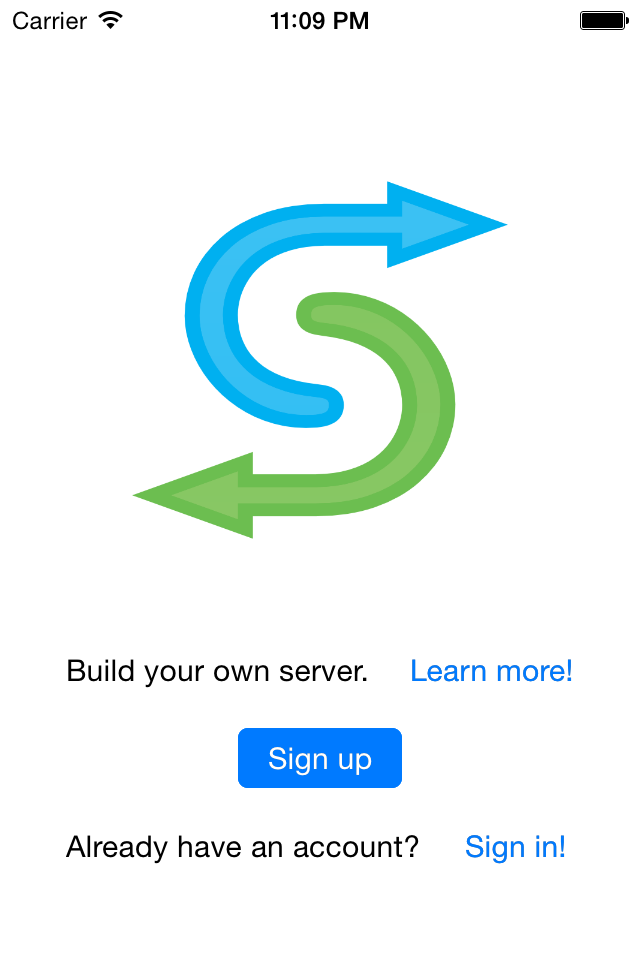 Carrier 11:09 PM
Build your own server. Learn more!
Sign up
Already have an account? Sign in!